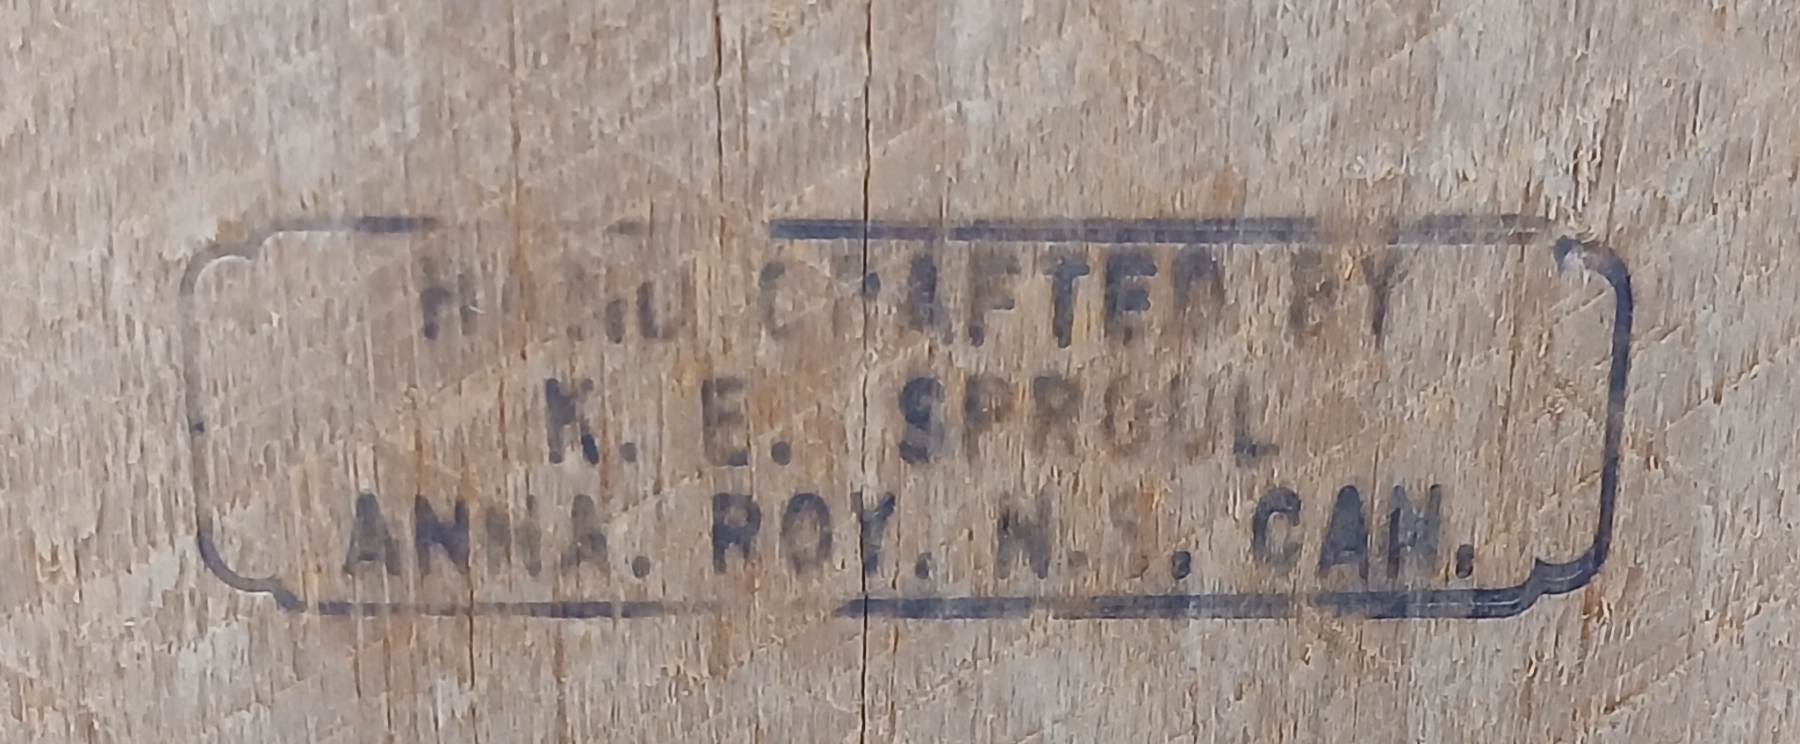 HAND CRAFTED BY
K. E. SPROUL
ANNA. ROY. N.S. CAN.